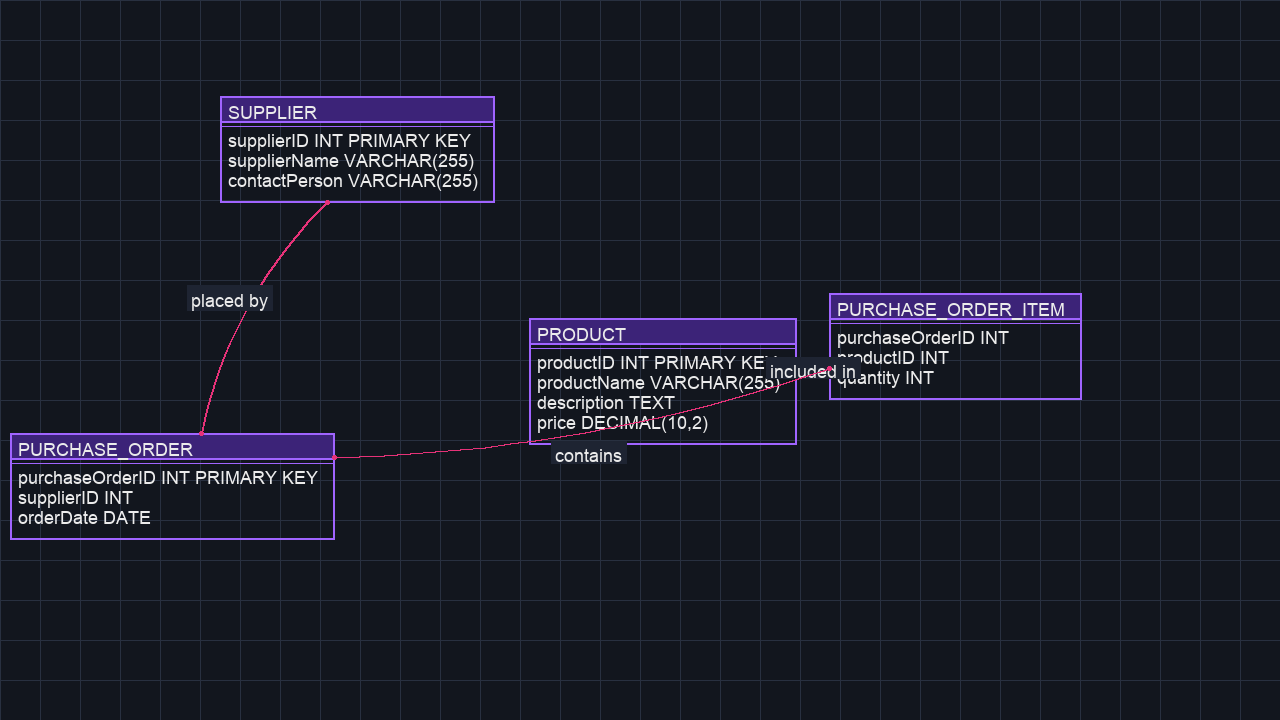 SUPPLIER
supplierID INT PRIMARY KEY
supplierName VARCHAR(255)
contactPerson VARCHAR(255)
placed by
PURCHASE_ORDER
purchaseOrderID INT PRIMARY KEY
supplierID INT
orderDate DATE
PRODUCT
productID INT PRIMARY KEY
productName VARCHAR(255)
description TEXT
price DECIMAL(10,2)
contains
included in
PURCHASE_ORDER_ITEM
purchaseOrderID INT
productID INT
quantity INT